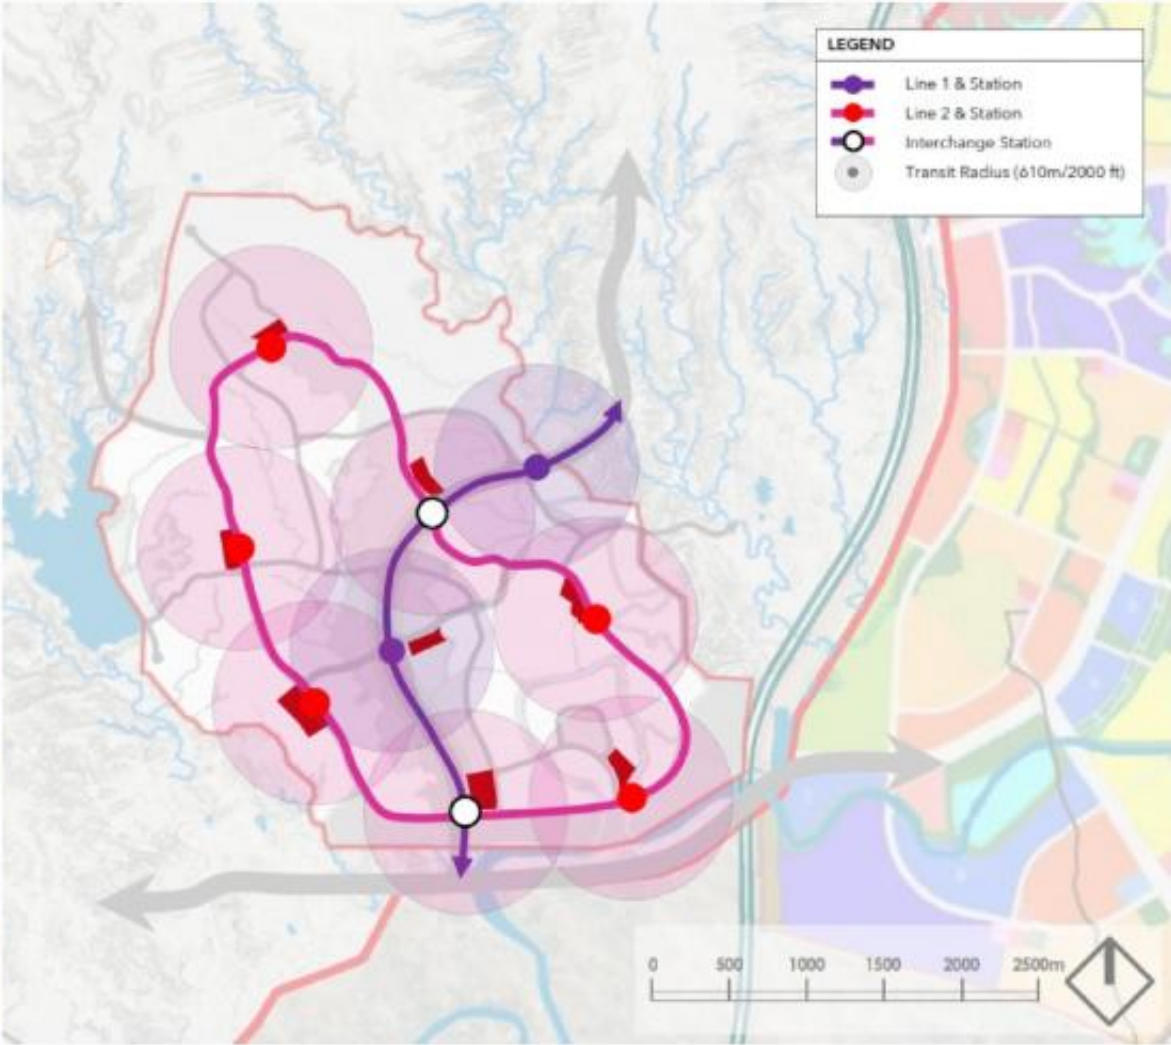 LEGEND
Line 1 & Station
Line 2 & Station
Interchange Station
Transit Radius (610m/2000 ft)
0 500 1000 1500 2000 2500m